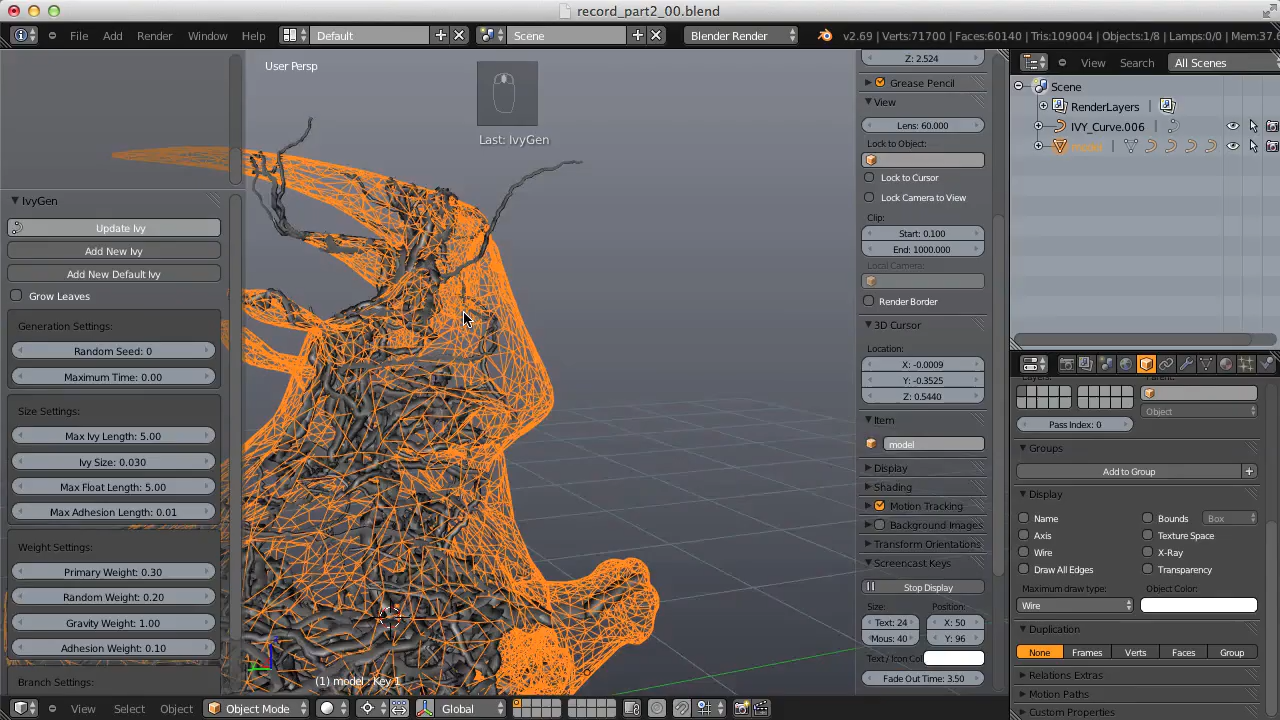 record_part2_00.blend
File Add Render Window Help Default Scene Blender Render v2.69 | Verts:71700 | Faces:60140 | Tris:109004 | Objects:1/8 | Lamps:0/0 | Mem:37.
User Persp
Last: IvyGen
IvyGen
Update Ivy
Add New Ivy
Add New Default Ivy
Grow Leaves
Generation Settings:
Random Seed: 0
Maximum Time: 0.00
Size Settings:
Max Ivy Length: 5.00
Ivy Size: 0.030
Max Float Length: 5.00
Max Adhesion Length: 0.01
Weight Settings:
Primary Weight: 0.30
Random Weight: 0.20
Gravity Weight: 1.00
Adhesion Weight: 0.10
Branch Settings:
(1) model : Key 1
View Select Object Object Mode Global
Z: 2.524
Grease Pencil
View
Lens: 60.000
Lock to Object:
Lock to Cursor
Lock Camera to View
Clip:
Start: 0.100
End: 1000.000
Local Camera:
Render Border
3D Cursor
Location:
X: -0.0009
Y: -0.3525
Z: 0.5440
Item
model
Display
Shading
Motion Tracking
Background Images
Transform Orientations
Screencast Keys
Stop Display
Size: Position:
Text: 24 X: 50
Mous: 40 Y: 96
Text / Icon Col
Fade Out Time: 3.50
View Search All Scenes
Scene
RenderLayers
IVY_Curve.006
model
Layers: Parent:
Object
Pass Index: 0
Groups
Add to Group
Display
Name Bounds Box
Axis Texture Space
Wire X-Ray
Draw All Edges Transparency
Maximum draw type: Object Color:
Wire
Duplication
None Frames Verts Faces Group
Relations Extras
Motion Paths
Custom Properties